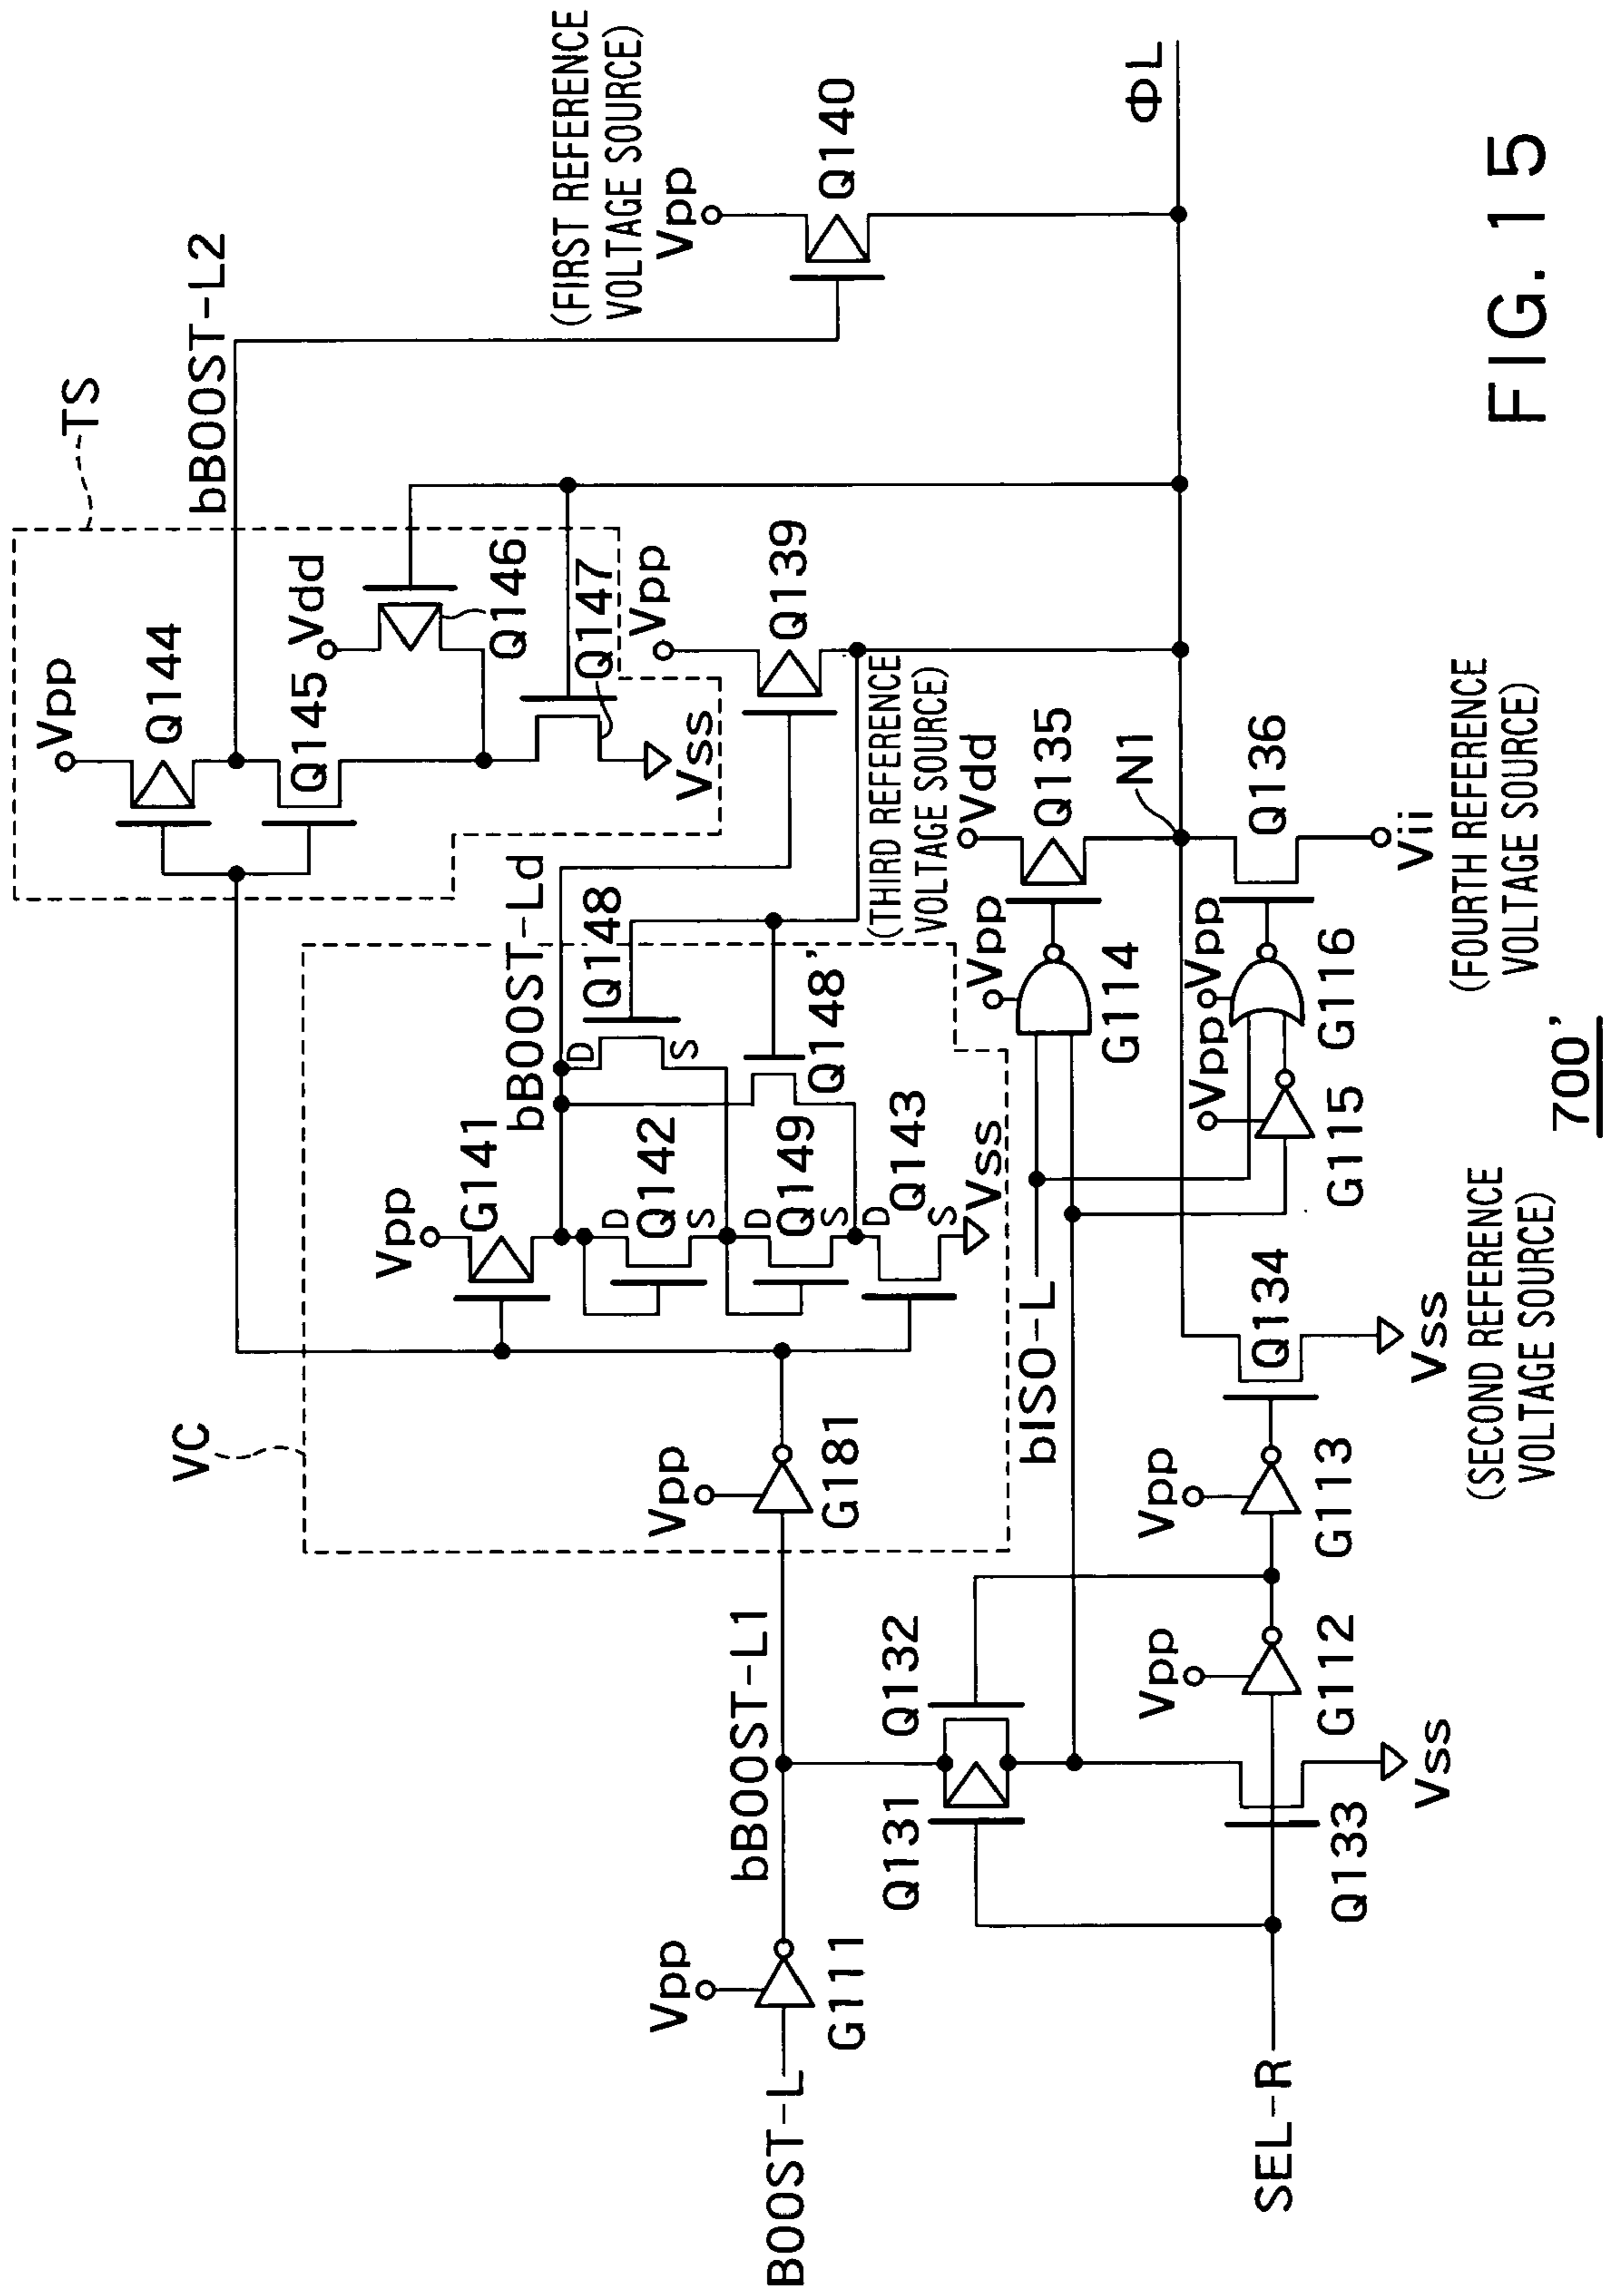 TS
Vpp
Q144
bBOOST-L2
Q145
Vdd
Q146
Q147
Vss
(FIRST REFERENCE
VOLTAGE SOURCE)
Vpp
Q140
ΦL
VC
Vpp
G141
bBOOST-Ld
Q148
D
S
Q148'
D
Q142
S
D
Q149
S
D
Q143
S
Vss
Vpp
Q139
Vpp
G181
bBOOST-L1
BOOST-L
Vpp
G111
(THIRD REFERENCE
VOLTAGE SOURCE)
Vdd
Q135
N1
Vpp
G114
bISO-L
Q136
Vii
(FOURTH REFERENCE
VOLTAGE SOURCE)
Vpp
G116
Vpp
G115
Q134
Vss
(SECOND REFERENCE
VOLTAGE SOURCE)
Vpp
G113
Vpp
G112
Q132
Q131
Q133
Vss
SEL-R
700'
FIG. 15